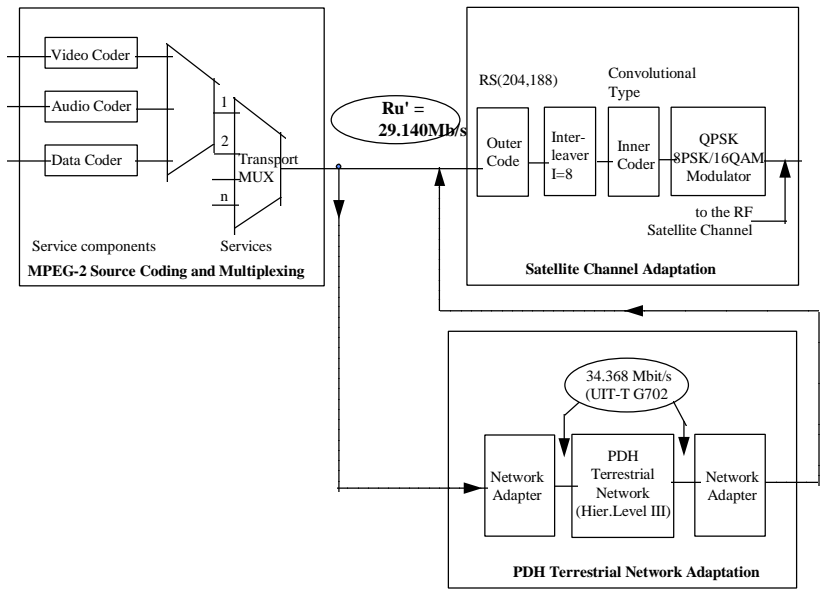 Video Coder
Audio Coder
Data Coder
1
2
n
Transport
MUX
Service components
Services
MPEG-2 Source Coding and Multiplexing
Ru' =
29.140Mb/s
RS(204,188)
Convolutional
Type
Outer
Code
Inter-
leaver
I=8
Inner
Coder
QPSK
8PSK/16QAM
Modulator
to the RF
Satellite Channel
Satellite Channel Adaptation
34.368 Mbit/s
(UIT-T G702
Network
Adapter
PDH
Terrestrial
Network
(Hier.Level III)
Network
Adapter
PDH Terrestrial Network Adaptation